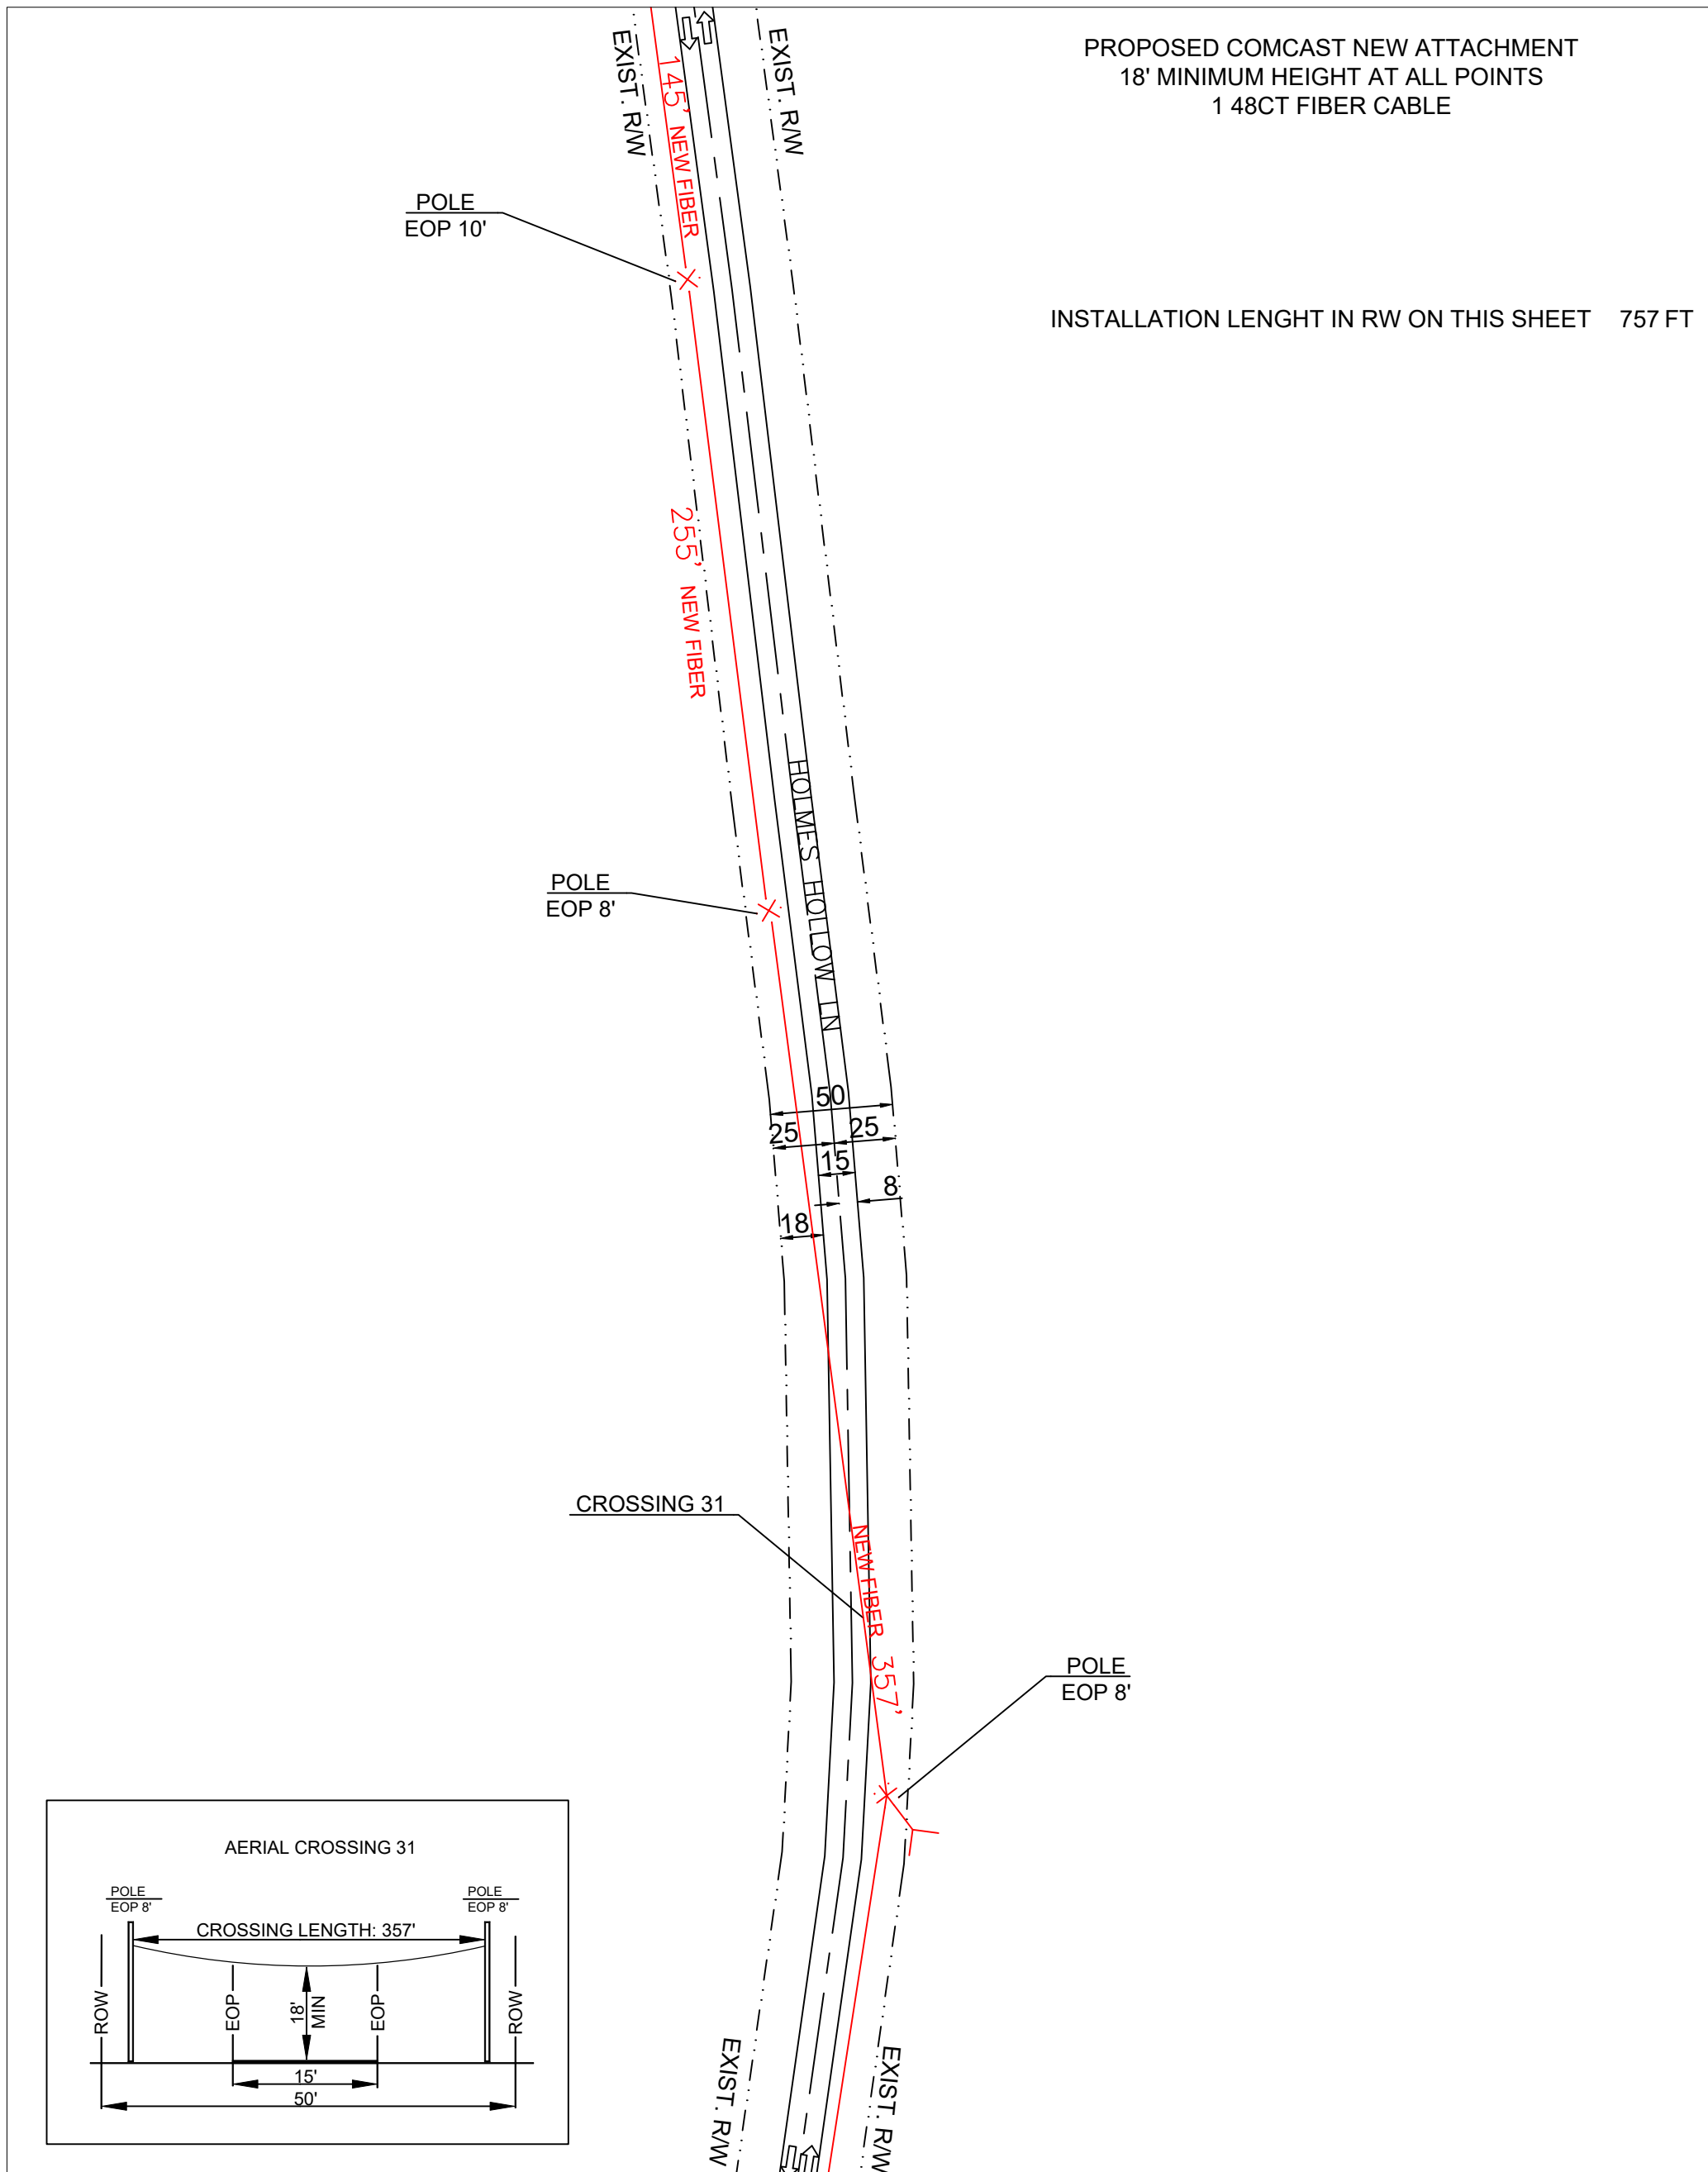 PROPOSED COMCAST NEW ATTACHMENT
18' MINIMUM HEIGHT AT ALL POINTS
1 48CT FIBER CABLE
EXIST. R/W
EXIST. R/W
145' NEW FIBER
POLE
EOP 10'
INSTALLATION LENGHT IN RW ON THIS SHEET 757 FT
255' NEW FIBER
HOLMES HOLLOW LN
POLE
EOP 8'
50
25
25
15
8
18
CROSSING 31
NEW FIBER 357'
POLE
EOP 8'
AERIAL CROSSING 31
POLE
EOP 8'
POLE
EOP 8'
CROSSING LENGTH: 357'
ROW
EOP
18'
MIN
EOP
ROW
15'
50'
EXIST. R/W
EXIST. R/W